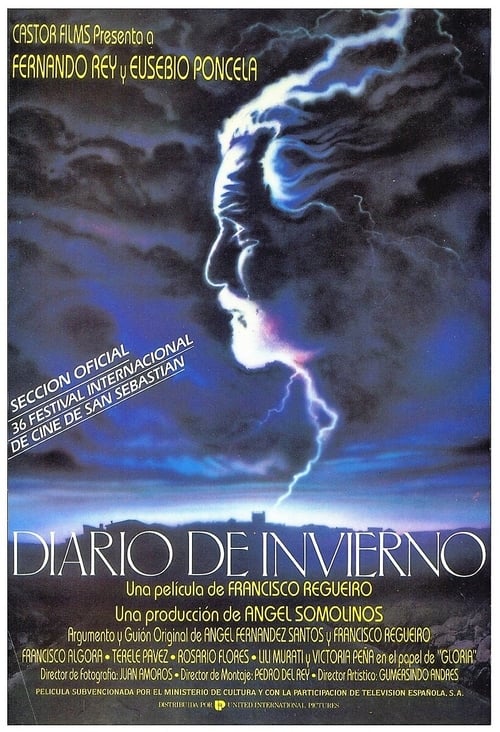 CASTOR FILMS Presenta a
FERNANDO REY y EUSEBIO PONCELA
SECCION OFICIAL
36 FESTIVAL INTERNACIONAL
DE CINE DE SAN SEBASTIAN
DIARIO DE INVIERNO
Una película de FRANCISCO REGUEIRO
Una producción de ANGEL SOMOLINOS
Argumento y Guión Original de ANGEL FERNANDEZ SANTOS y FRANCISCO REGUEIRO
FRANCISCO ALGORA • TERELE PAVEZ • ROSARIO FLORES • LILI MURATI y VICTORIA PEÑA en el papel de "GLORIA"
Director de Fotografía: JUAN AMOROS • Director de Montaje: PEDRO DEL REY • Director Artístico: GUMERSINDO ANDRES
PELICULA SUBVENCIONADA POR EL MINISTERIO DE CULTURA Y CON LA PARTICIPACION DE TELEVISION ESPAÑOLA, S.A.
DISTRIBUIDA POR UNITED INTERNATIONAL PICTURES